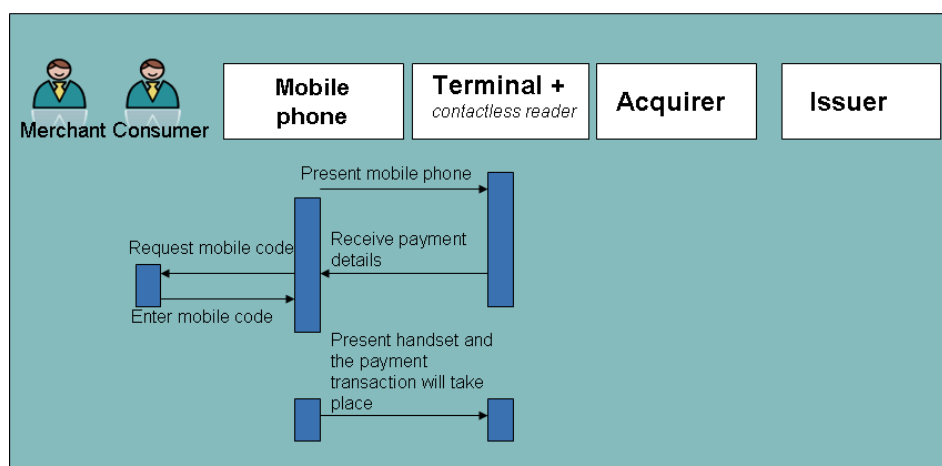 Merchant
Consumer
Mobile
phone
Terminal +
contactless reader
Acquirer
Issuer
Present mobile phone
Request mobile code
Receive payment
details
Enter mobile code
Present handset and
the payment
transaction will take
place